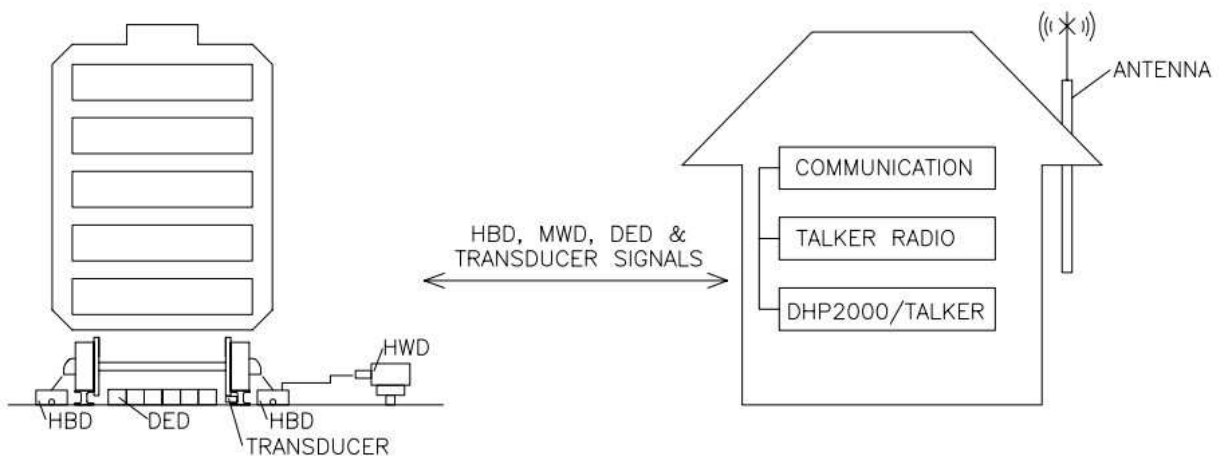 ANTENNA
COMMUNICATION
TALKER RADIO
DHP2000/TALKER
HBD, MWD, DED &
TRANSDUCER SIGNALS
HWD
HBD
DED
HBD
TRANSDUCER